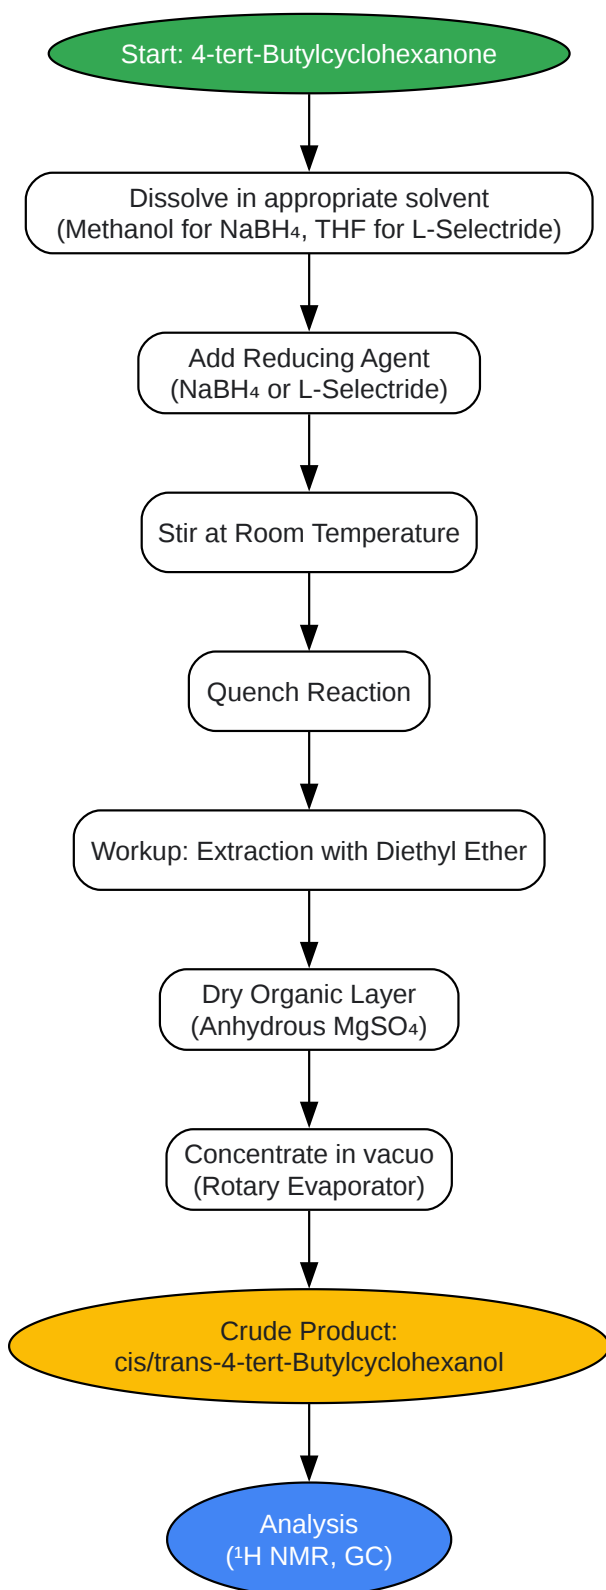 Start: 4-tert-Butylcyclohexanone
Dissolve in appropriate solvent
(Methanol for NaBH₄, THF for L-Selectride)
Add Reducing Agent
(NaBH₄ or L-Selectride)
Stir at Room Temperature
Quench Reaction
Workup: Extraction with Diethyl Ether
Dry Organic Layer
(Anhydrous MgSO₄)
Concentrate in vacuo
(Rotary Evaporator)
Crude Product:
cis/trans-4-tert-Butylcyclohexanol
Analysis
(¹H NMR, GC)